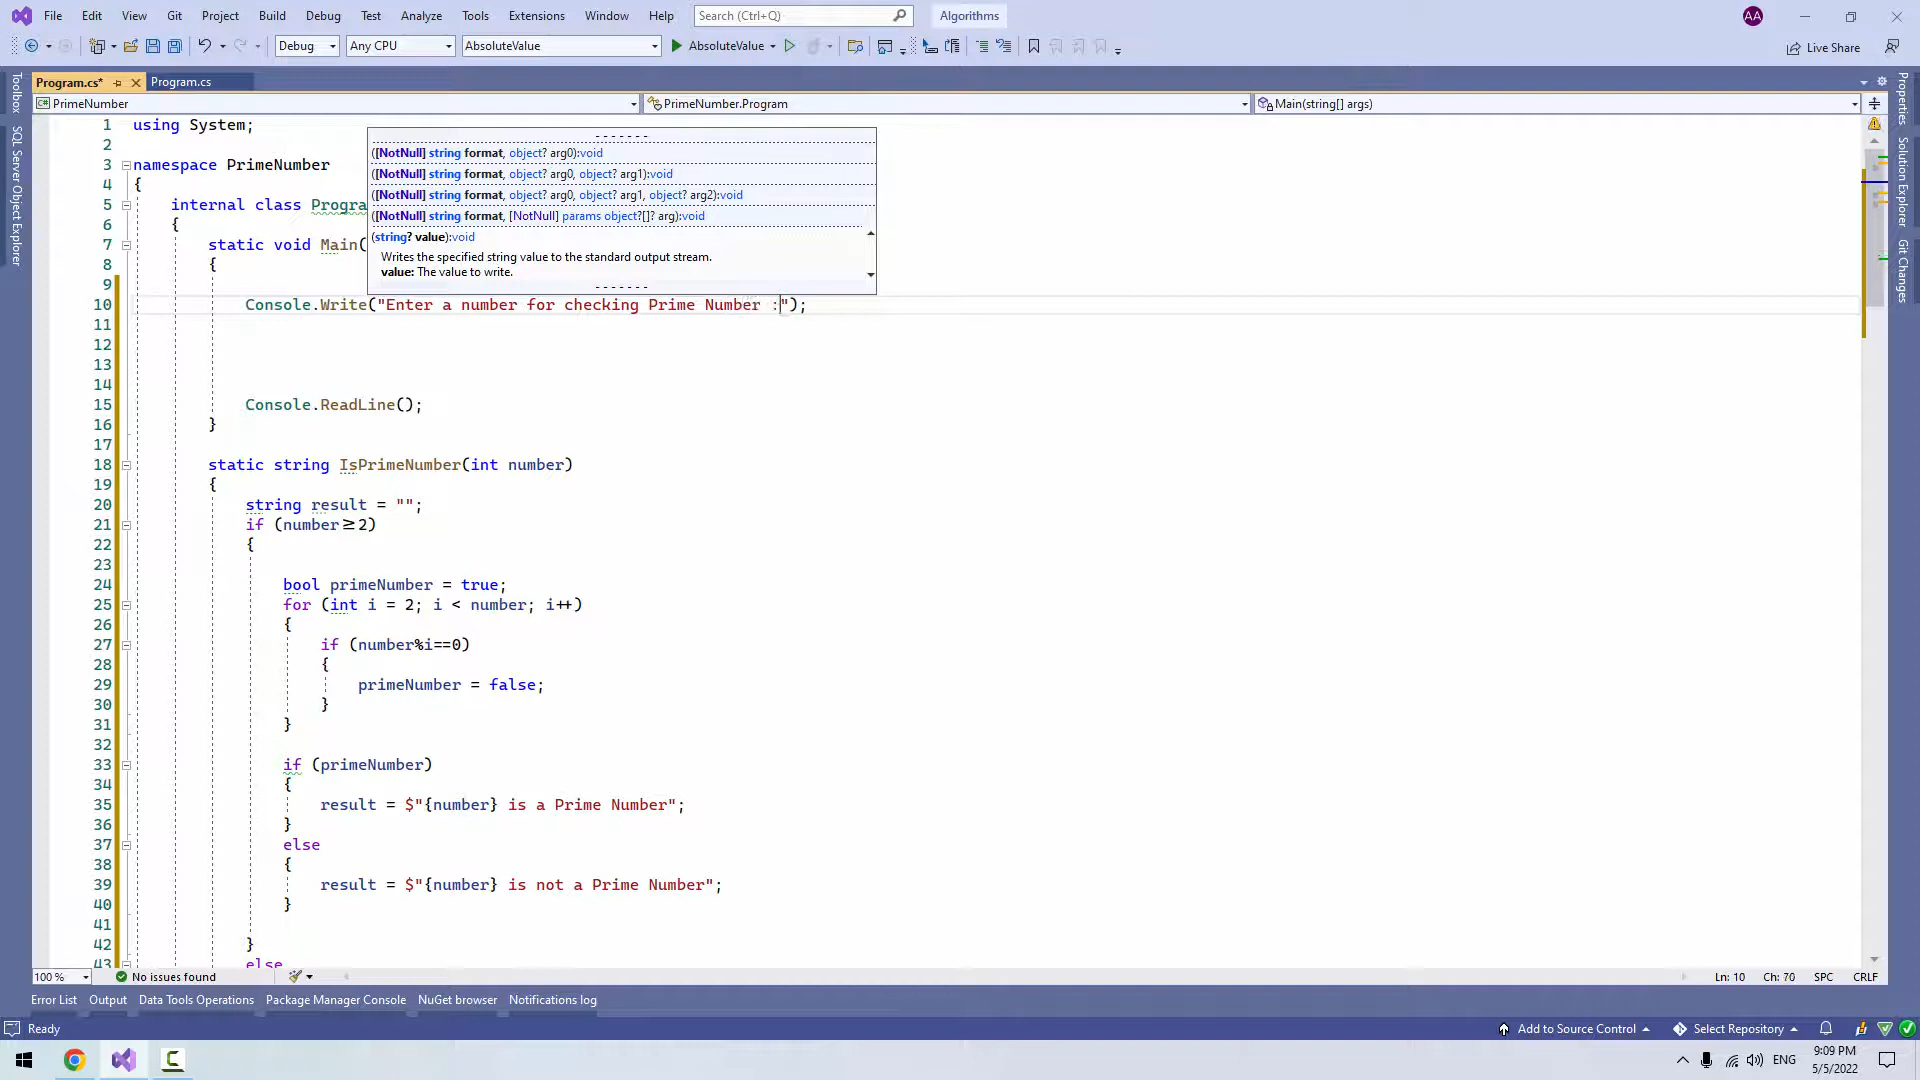 File Edit View Git Project Build Debug Test Analyze Tools Extensions Window Help Search (Ctrl+Q) Algorithms AA
Debug Any CPU AbsoluteValue AbsoluteValue Live Share
Program.cs* Program.cs
PrimeNumber PrimeNumber.Program Main(string[] args)
Toolbox
SQL Server Object Explorer
Properties
Solution Explorer
Git Changes
1 using System;
2
3 namespace PrimeNumber
4 {
5 internal class Progra
6 {
7 static void Main(
8 {
9
([NotNull] string format, object? arg0):void
([NotNull] string format, object? arg0, object? arg1):void
([NotNull] string format, object? arg0, object? arg1, object? arg2):void
([NotNull] string format, [NotNull] params object?[]? arg):void
(string? value):void
Writes the specified string value to the standard output stream.
value: The value to write.
10 Console.Write("Enter a number for checking Prime Number :");
11
12
13
14
15 Console.ReadLine();
16 }
17
18 static string IsPrimeNumber(int number)
19 {
20 string result = "";
21 if (number≥2)
22 {
23
24 bool primeNumber = true;
25 for (int i = 2; i < number; i++)
26 {
27 if (number%i==0)
28 {
29 primeNumber = false;
30 }
31 }
32
33 if (primeNumber)
34 {
35 result = $"{number} is a Prime Number";
36 }
37 else
38 {
39 result = $"{number} is not a Prime Number";
40 }
41
42 }
43 else
100 % No issues found Ln: 10 Ch: 70 SPC CRLF
Error List Output Data Tools Operations Package Manager Console NuGet browser Notifications log
Ready Add to Source Control Select Repository
ENG 9:09 PM
5/5/2022